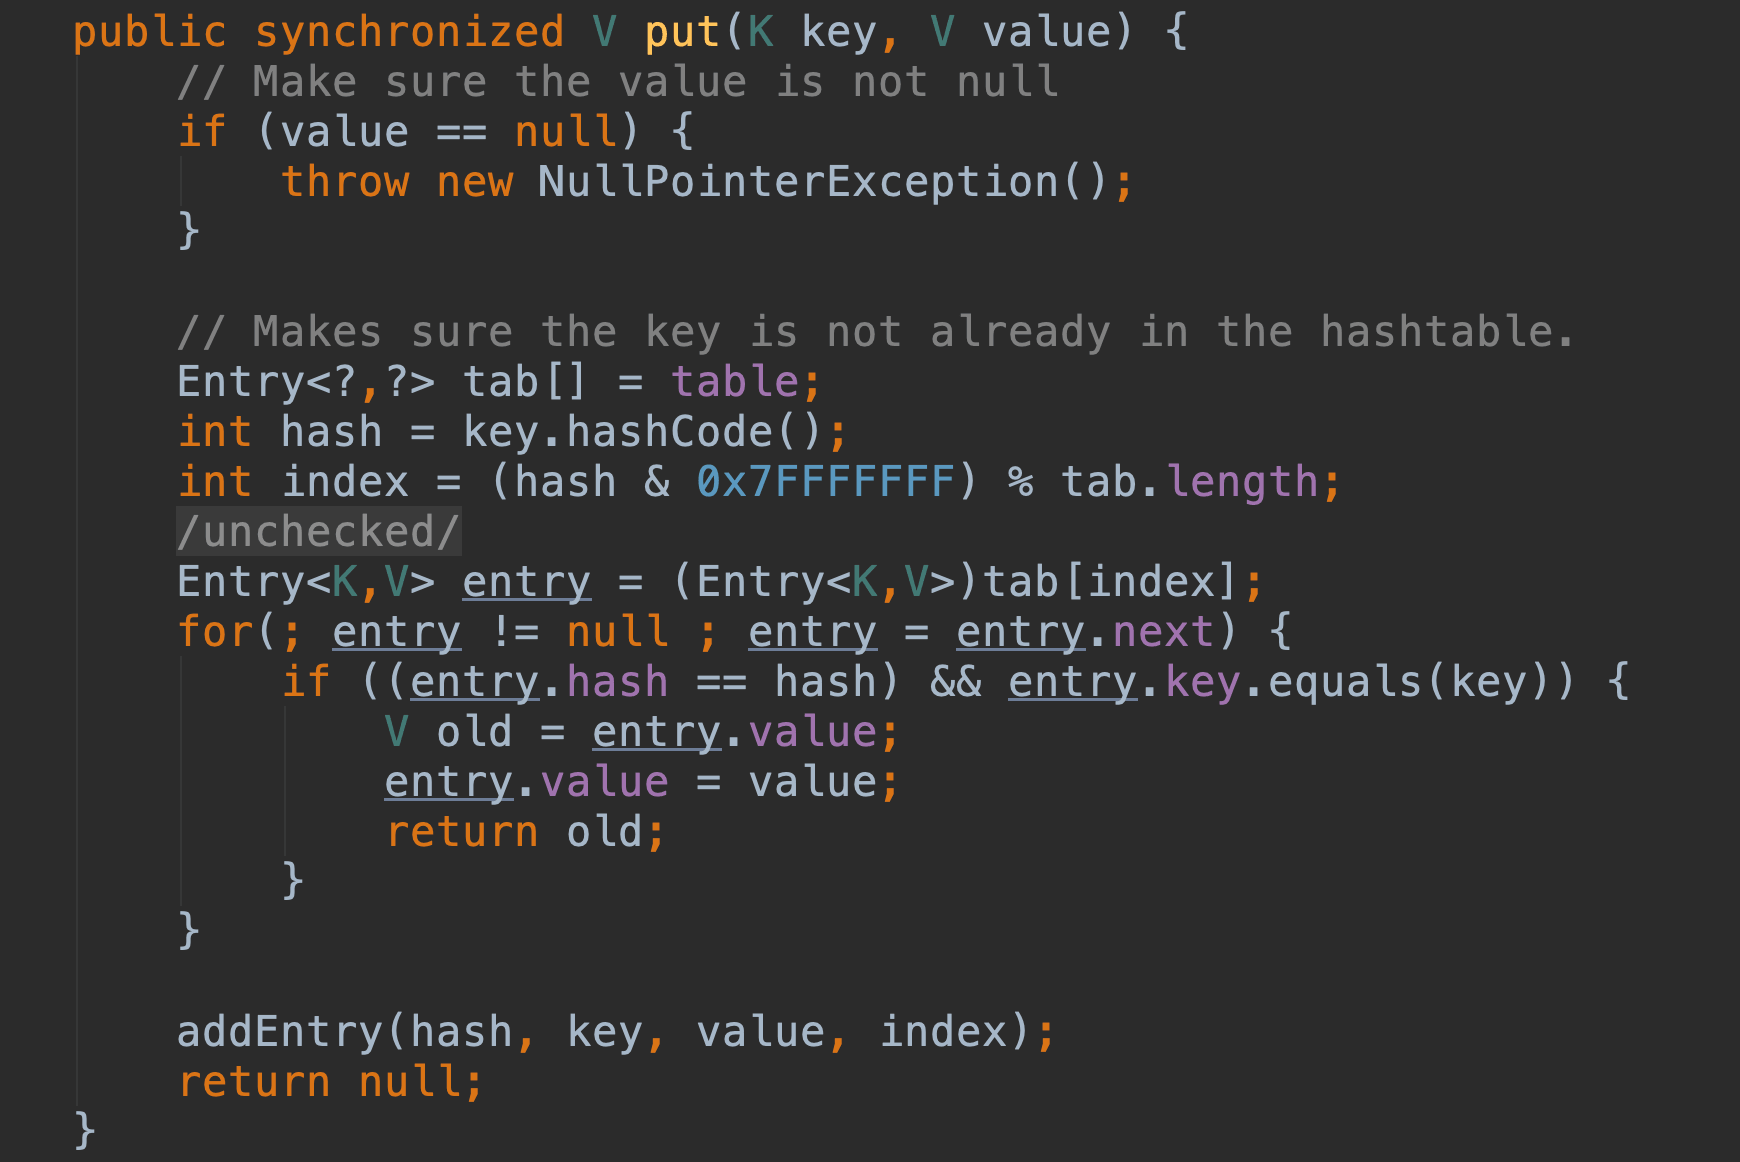 public synchronized V put(K key, V value) {
    // Make sure the value is not null
    if (value == null) {
        throw new NullPointerException();
    }

    // Makes sure the key is not already in the hashtable.
    Entry<?,?> tab[] = table;
    int hash = key.hashCode();
    int index = (hash & 0x7FFFFFFF) % tab.length;
    /unchecked/
    Entry<K,V> entry = (Entry<K,V>)tab[index];
    for(; entry != null ; entry = entry.next) {
        if ((entry.hash == hash) && entry.key.equals(key)) {
            V old = entry.value;
            entry.value = value;
            return old;
        }
    }

    addEntry(hash, key, value, index);
    return null;
}